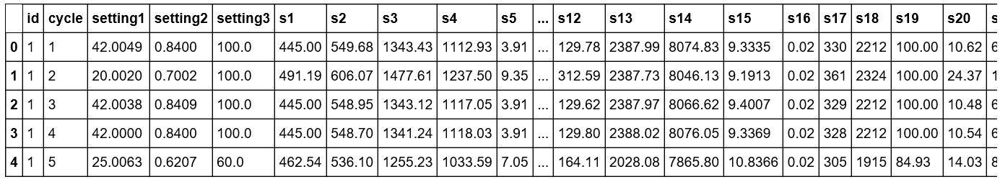 id cycle setting1 setting2 setting3 s1 s2 s3 s4 s5 ... s12 s13 s14 s15 s16 s17 s18 s19 s20
0 1 1 42.0049 0.8400 100.0 445.00 549.68 1343.43 1112.93 3.91 ... 129.78 2387.99 8074.83 9.3335 0.02 330 2212 100.00 10.62
1 1 2 20.0020 0.7002 100.0 491.19 606.07 1477.61 1237.50 9.35 ... 312.59 2387.73 8046.13 9.1913 0.02 361 2324 100.00 24.37
2 1 3 42.0038 0.8409 100.0 445.00 548.95 1343.12 1117.05 3.91 ... 129.62 2387.97 8066.62 9.4007 0.02 329 2212 100.00 10.48
3 1 4 42.0000 0.8400 100.0 445.00 548.70 1341.24 1118.03 3.91 ... 129.80 2388.02 8076.05 9.3369 0.02 328 2212 100.00 10.54
4 1 5 25.0063 0.6207 60.0 462.54 536.10 1255.23 1033.59 7.05 ... 164.11 2028.08 7865.80 10.8366 0.02 305 1915 84.93 14.03